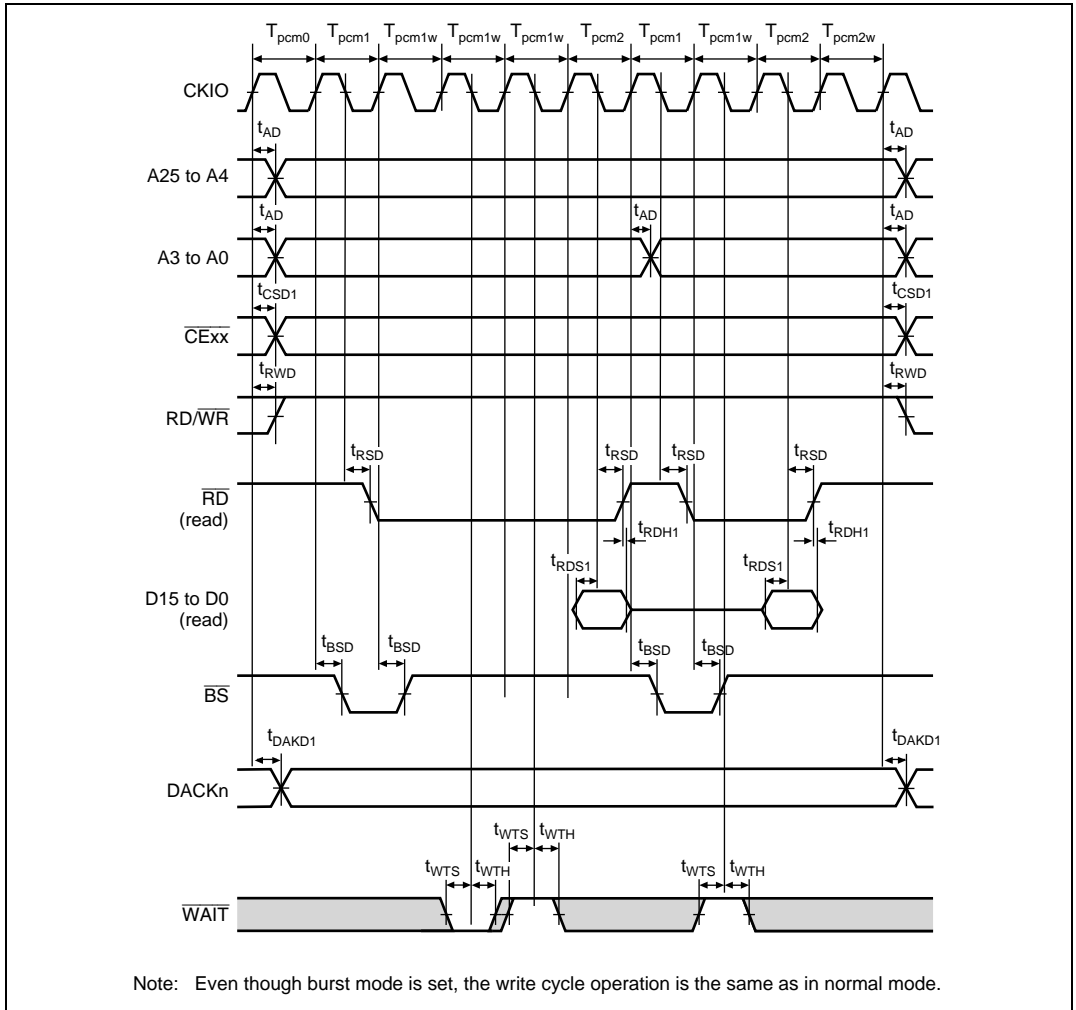 Tpcm0 Tpcm1 Tpcm1w Tpcm1w Tpcm1w Tpcm2 Tpcm1 Tpcm1w Tpcm2 Tpcm2w
CKIO
tAD tAD
A25 to A4
tAD tAD tAD
A3 to A0
tCSD1 tCSD1
CExx
tRWD tRWD
RD/WR
tRSD tRSD tRSD tRSD
RD
(read)
tRDH1 tRDH1
tRDS1 tRDS1
D15 to D0
(read)
tBSD tBSD tBSD tBSD
BS
tDAKD1 tDAKD1
DACKn
tWTS tWTH
tWTS tWTH tWTS tWTH
WAIT
Note: Even though burst mode is set, the write cycle operation is the same as in normal mode.